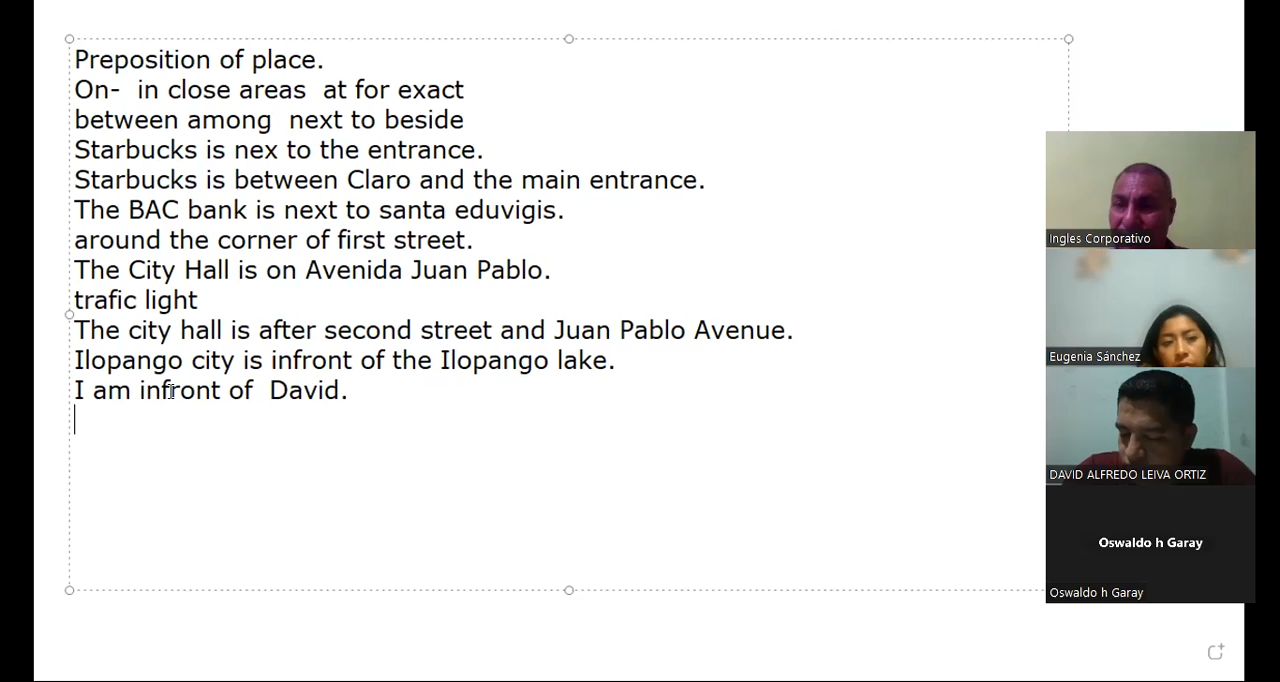 Preposition of place.
On-  in close areas  at for exact
between among  next to beside
Starbucks is nex to the entrance.
Starbucks is between Claro and the main entrance.
The BAC bank is next to santa eduvigis.
around the corner of first street.
The City Hall is on Avenida Juan Pablo.
trafic light
The city hall is after second street and Juan Pablo Avenue.
Ilopango city is infront of the Ilopango lake.
I am infront of  David.
Ingles Corporativo
Eugenia Sánchez
DAVID ALFREDO LEIVA ORTIZ
Oswaldo h Garay
Oswaldo h Garay